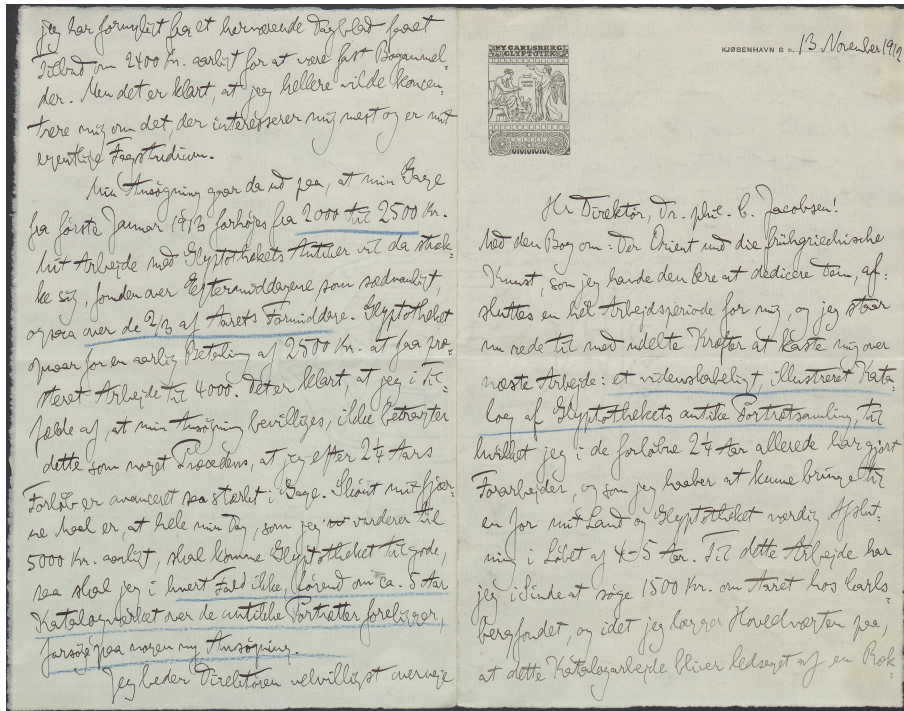 NY CARLSBERG
GLYPTOTEK
KJØBENHAVN B D., 13 November 1912
Hr Direktör, Dr. phil. C. Jacobsen!
Med den Bog om: Der Orient und die frühgriechische
Kunst, som jeg havde den Ære at dedicere Dem, af-
sluttes en hel Arbejdsperiode for mig, og jeg staar
nu rede til med udelte Kræfter at kaste mig over
næste Arbejde: et videnskabeligt, illustreret Kata-
log af Glyptothekets antike Portrætsamling, til
hvilket jeg i de forløbne 2¼ Aar allerede har gjort
Forarbejder, og som jeg haaber at kunne bringe til
en for mit Land og Glyptotheket værdig Afslut-
ning i Løbet af 4-5 Aar. Til dette Arbejde har
jeg i Sinde at søge 1500 Kr. om Aaret hos Carls-
bergfondet, og idet jeg lægger Hovedvægten paa,
at dette Katalogarbejde bliver ledsaget af en Ræk-
jeg har formeligt fra et herværende Dagblad faaet
Tilbud om 2400 Kr. aarligt for at være fast Boganmel-
der. Men det er klart, at jeg hellere vilde koncen-
trere mig om det, der interesserer mig mest og er mit
egentlige Fagstudium.
Min Ansøgning gaar da ud paa, at min Gage
fra første Januar 1913 forhøjes fra 2000 til 2500 Kr.
Mit Arbejde med Glyptothekets Antiker vil da stræk-
ke sig, foruden over Eftermiddagene som sædvanligt,
ogsaa over de 2/3 af Aarets Formiddage. Glyptotheket
opnaar for en aarlig Betaling af 2500 Kr. at faa præ-
steret Arbejde til 4000. Det er klart, at jeg i Til-
fælde af, at min Ansøgning bevilliges, ikke betragter
dette som noget Præcedens, at jeg efter 2¼ Aars
Forløb er avanceret saa stærkt i Gage. Skönt mit fjær-
ne Maal er, at hele min Dag, som jeg vurderer til
5000 Kr. aarligt, skal komme Glyptotheket til gode,
saa skal jeg i hvert Fald ikke, förend om ca. 5 Aar
Katalogværket over de antike Portrætter foreligger,
forsøge paa nogen ny Ansøgning.
Jeg beder Direktören velvilligst overveje